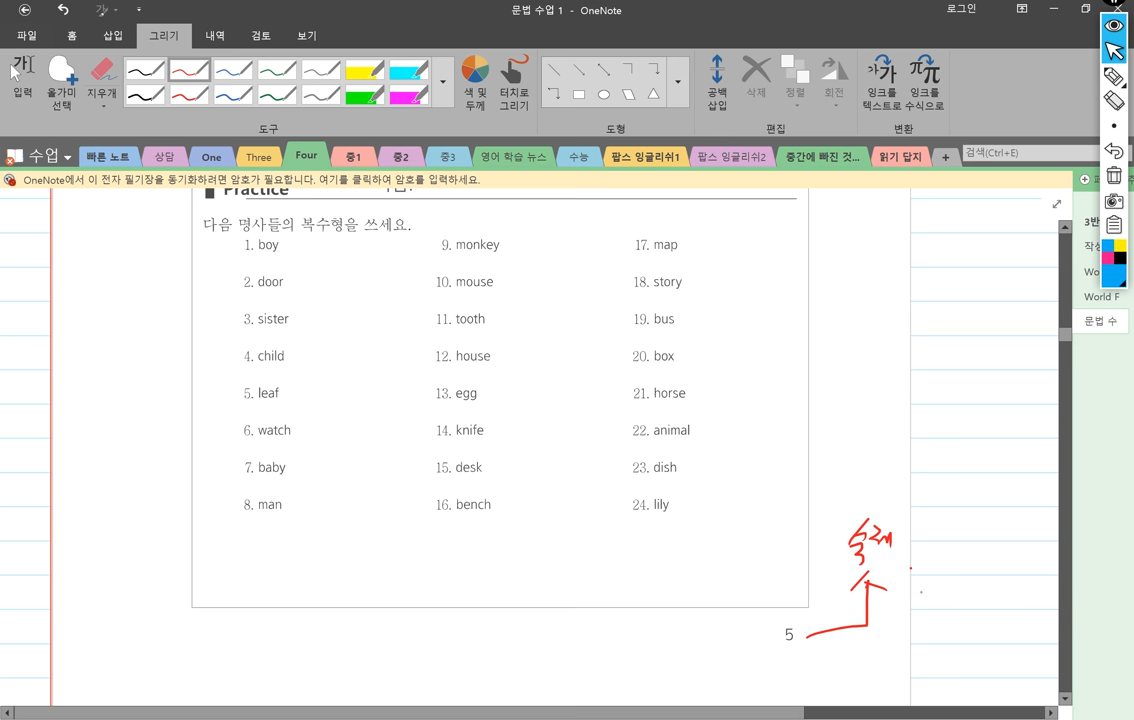 문법 수업 1 - OneNote
로그인
파일 홈 삽입 그리기 내역 검토 보기
입력
올가미 선택
지우개
색 및 두께
터치로 그리기
공백 삽입
삭제
정렬
회전
잉크를 텍스트로
잉크를 수식으로
도구 도형 편집 변환
수업 빠른 노트 상담 One Three Four 중1 중2 중3 영어 학습 뉴스 수능 팝스 잉글리쉬1 팝스 잉글리쉬2 중간에 빠진 것... 읽기 답지 + 검색(Ctrl+E)
OneNote에서 이 전자 필기장을 동기화하려면 암호가 필요합니다. 여기를 클릭하여 암호를 입력하세요.
Practice
다음 명사들의 복수형을 쓰세요.
1. boy 9. monkey 17. map
2. door 10. mouse 18. story
3. sister 11. tooth 19. bus
4. child 12. house 20. box
5. leaf 13. egg 21. horse
6. watch 14. knife 22. animal
7. baby 15. desk 23. dish
8. man 16. bench 24. lily
5
3반
World F
문법 수